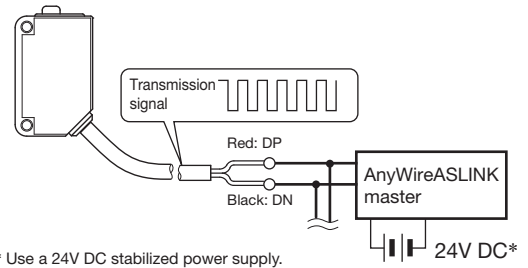 Transmission
signal
Red: DP
AnyWireASLINK
master
Black: DN
24V DC*
* Use a 24V DC stabilized power supply.